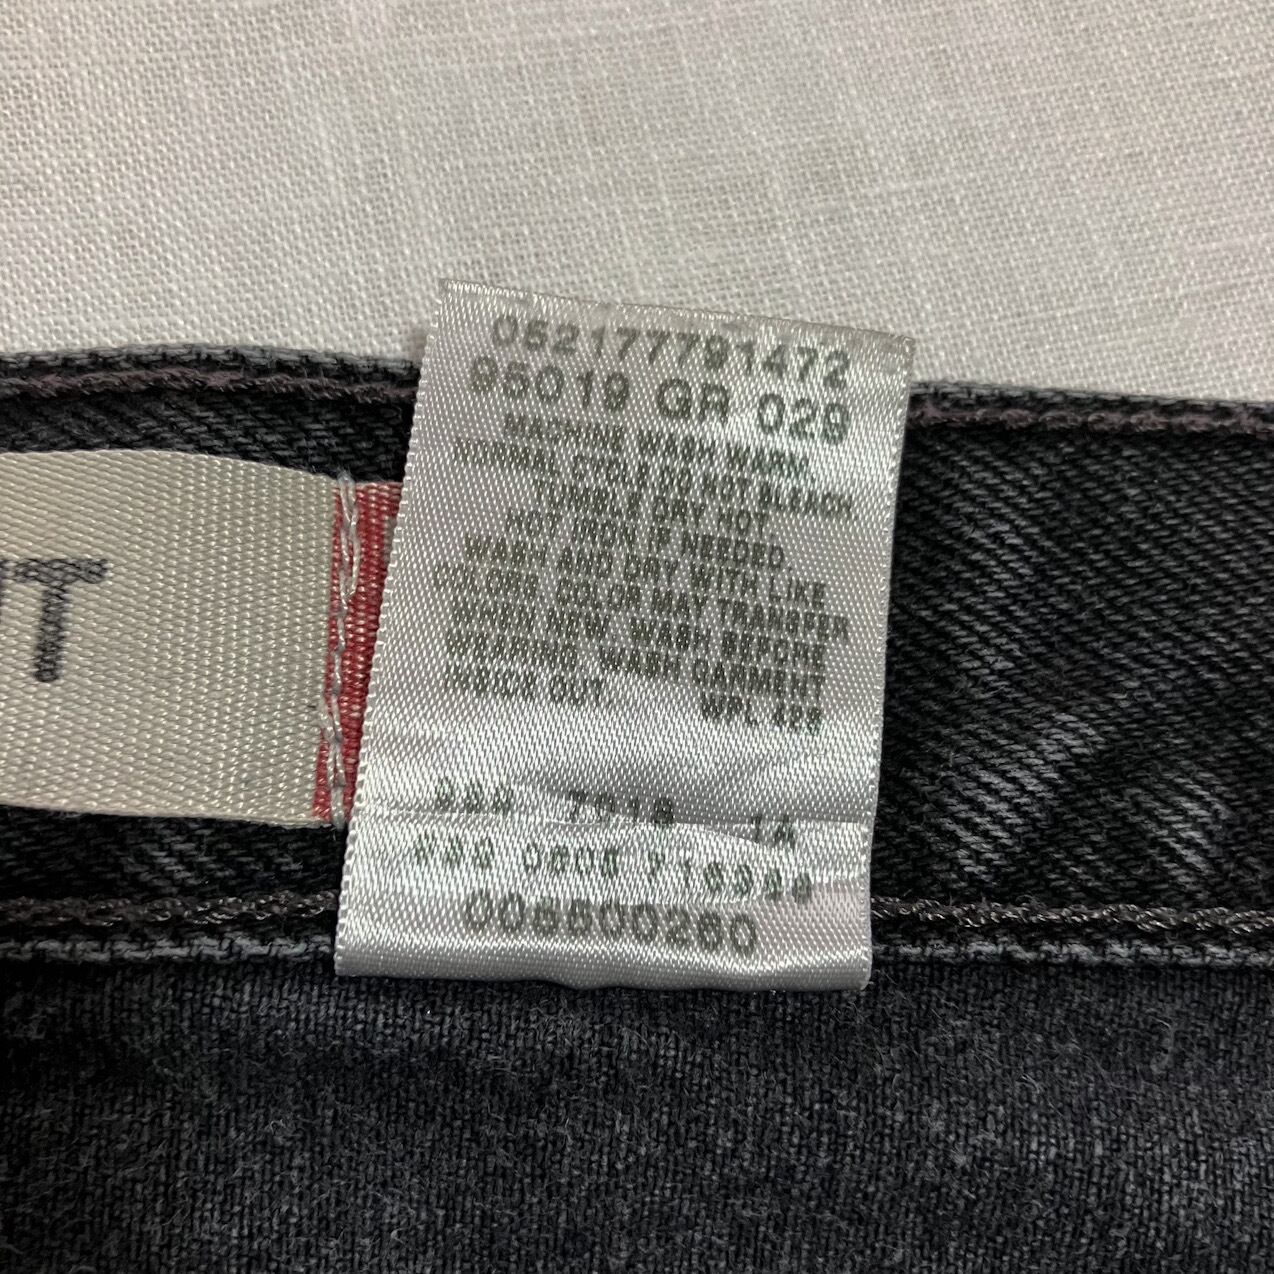 052177791472
95019 GR 029
MACHINE WASH WARM
NORMAL CYCLE DO NOT BLEACH
TUMBLE DRY HOT
HOT IRON IF NEEDED
WASH AND DRY WITH LIKE
COLORS. COLOR MAY TRANSFER
WHEN NEW. WASH BEFORE
WEARING. WASH GARMENT
INSIDE OUT. WPL 423
1A
T